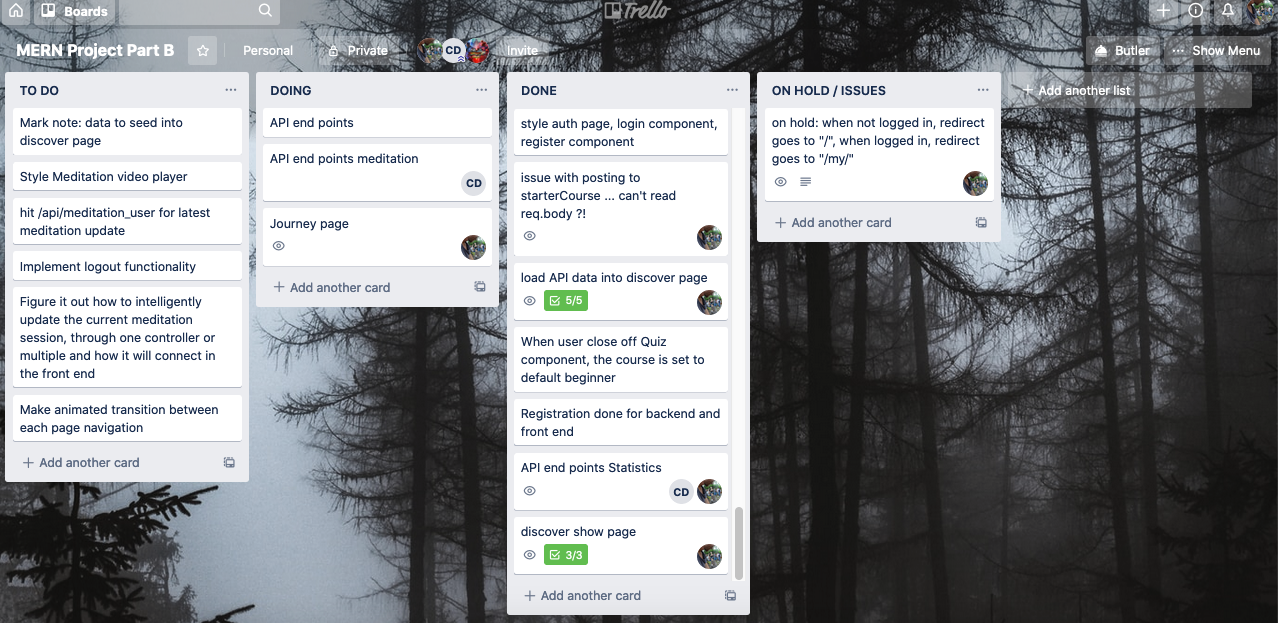 Boards
Trello
MERN Project Part B
Personal
Private
CD
Invite
Butler
Show Menu
TO DO
Mark note: data to seed into
discover page
Style Meditation video player
hit /api/meditation_user for latest
meditation update
Implement logout functionality
Figure it out how to intelligently
update the current meditation
session, through one controller or
multiple and how it will connect in
the front end
Make animated transition between
each page navigation
Add another card
DOING
API end points
API end points meditation
CD
Journey page
Add another card
DONE
style auth page, login component,
register component
issue with posting to
starterCourse ... can't read
req.body ?!
load API data into discover page
5/5
When user close off Quiz
component, the course is set to
default beginner
Registration done for backend and
front end
API end points Statistics
CD
discover show page
3/3
Add another card
ON HOLD / ISSUES
on hold: when not logged in, redirect
goes to "/", when logged in, redirect
goes to "/my/"
Add another card
Add another list